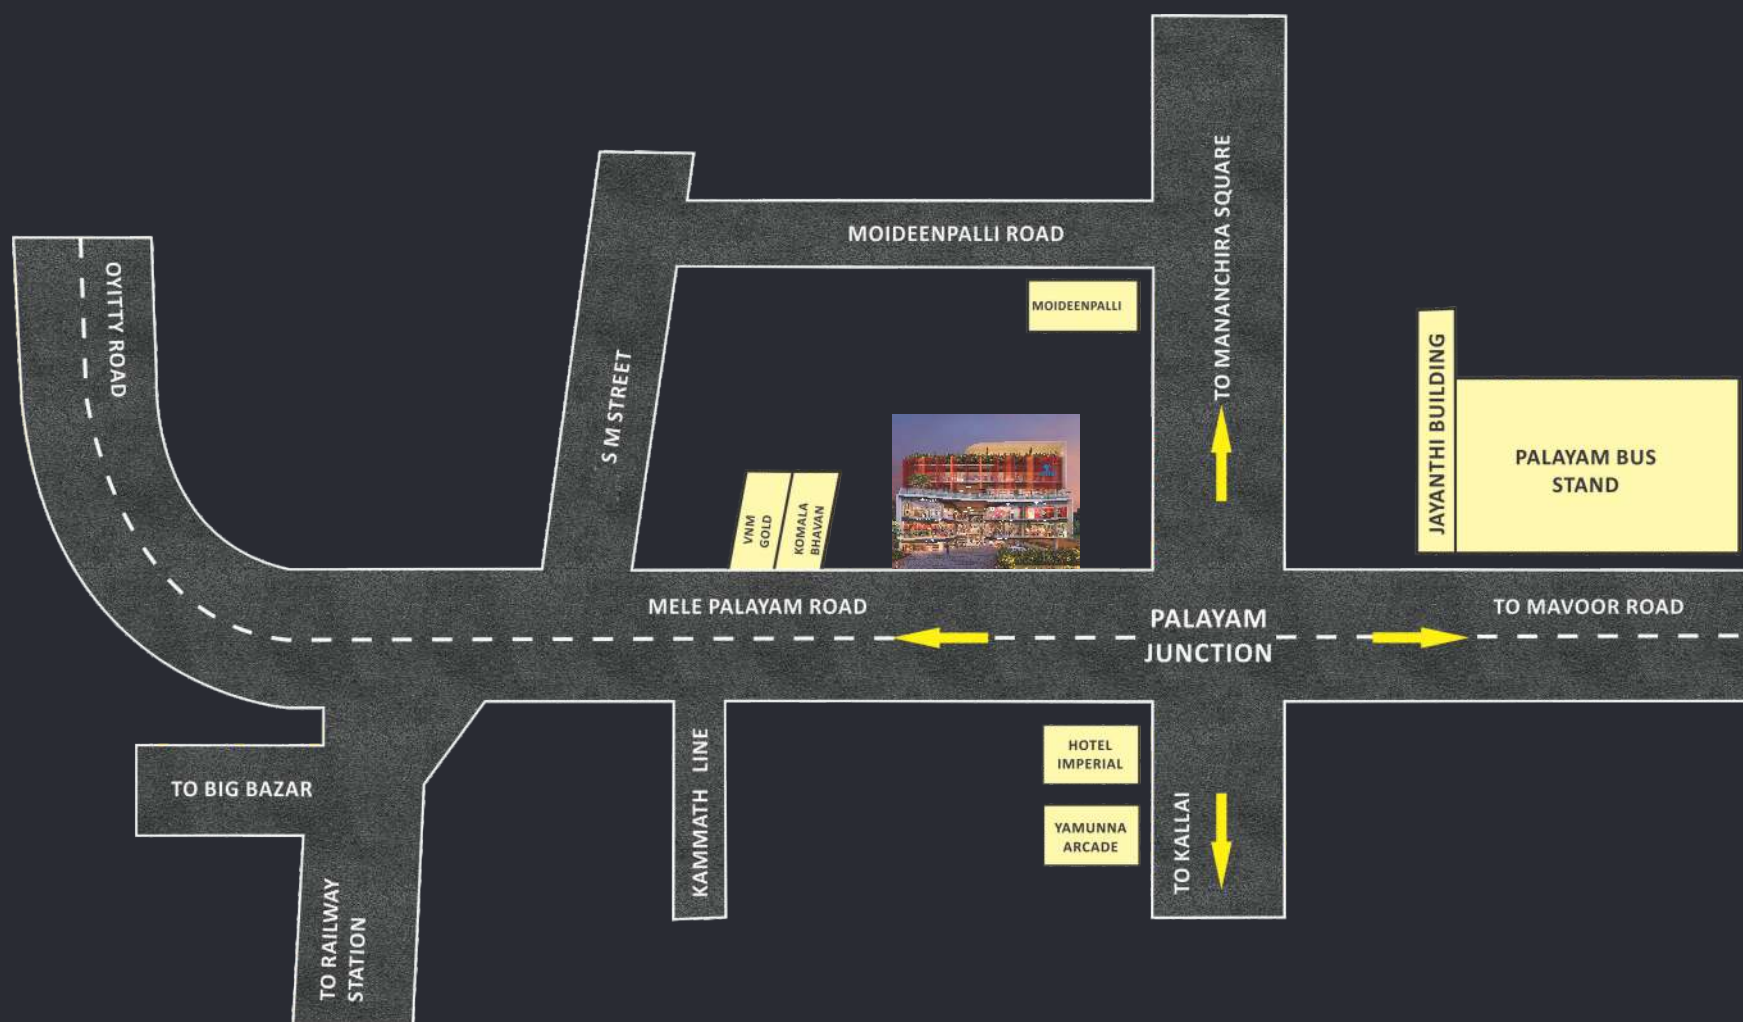 MOIDEENPALLI ROAD
TO MANANCHIRA SQUARE
OYITTY ROAD
MOIDEENPALLI
S M STREET
JAYANTHI BUILDING
PALAYAM BUS
STAND
VNM
GOLD
KOMALA
BHAVAN
MELE PALAYAM ROAD
PALAYAM
JUNCTION
TO MAVOOR ROAD
TO BIG BAZAR
KAMMATH LINE
HOTEL
IMPERIAL
YAMUNNA
ARCADE
TO KALLAI
TO RAILWAY
STATION